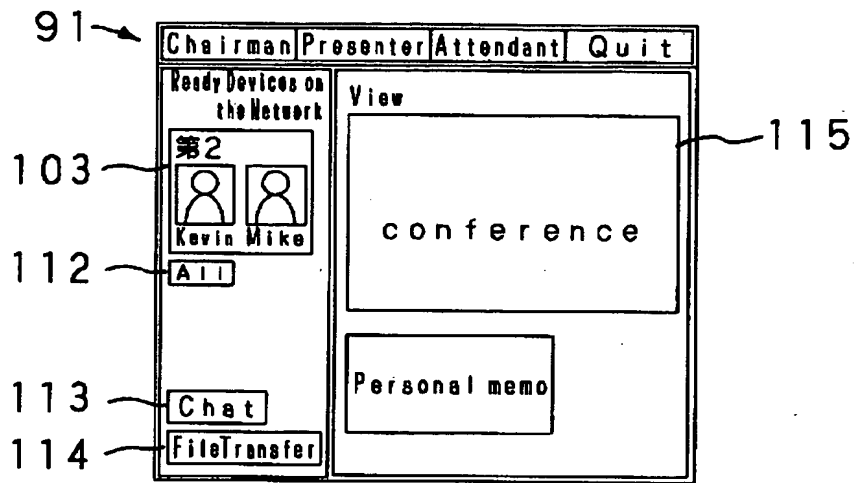 91
Chairman Presenter Attendant Quit
Ready Devices on
the Network
View
115
103
第2
Kevin Mike
conference
112
All
Personal memo
113
Chat
114
FileTransfer